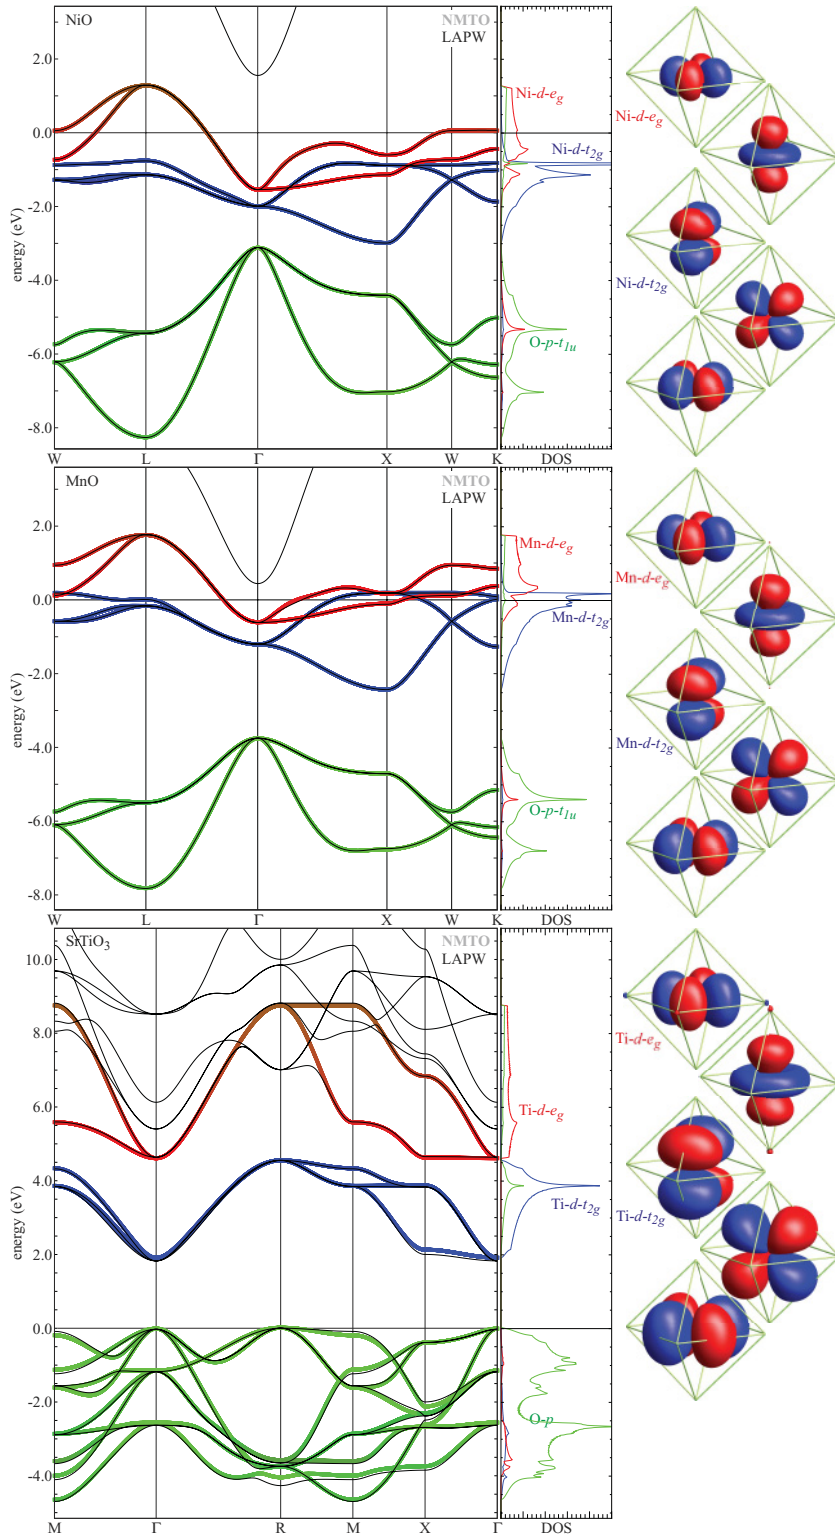 NiO
NMTO
LAPW
2.0
0.0
-2.0
-4.0
-6.0
-8.0
energy (eV)
W L Γ X W K DOS
Ni-d-eg
Ni-d-t2g
O-p-t1u
Ni-d-eg
Ni-d-t2g
MnO
NMTO
LAPW
2.0
0.0
-2.0
-4.0
-6.0
-8.0
energy (eV)
W L Γ X W K DOS
Mn-d-eg
Mn-d-t2g
O-p-t1u
Mn-d-eg
Mn-d-t2g
SrTiO3
NMTO
LAPW
10.0
8.0
6.0
4.0
2.0
0.0
-2.0
-4.0
energy (eV)
M Γ R M X Γ DOS
Ti-d-eg
Ti-d-t2g
O-p
Ti-d-eg
Ti-d-t2g